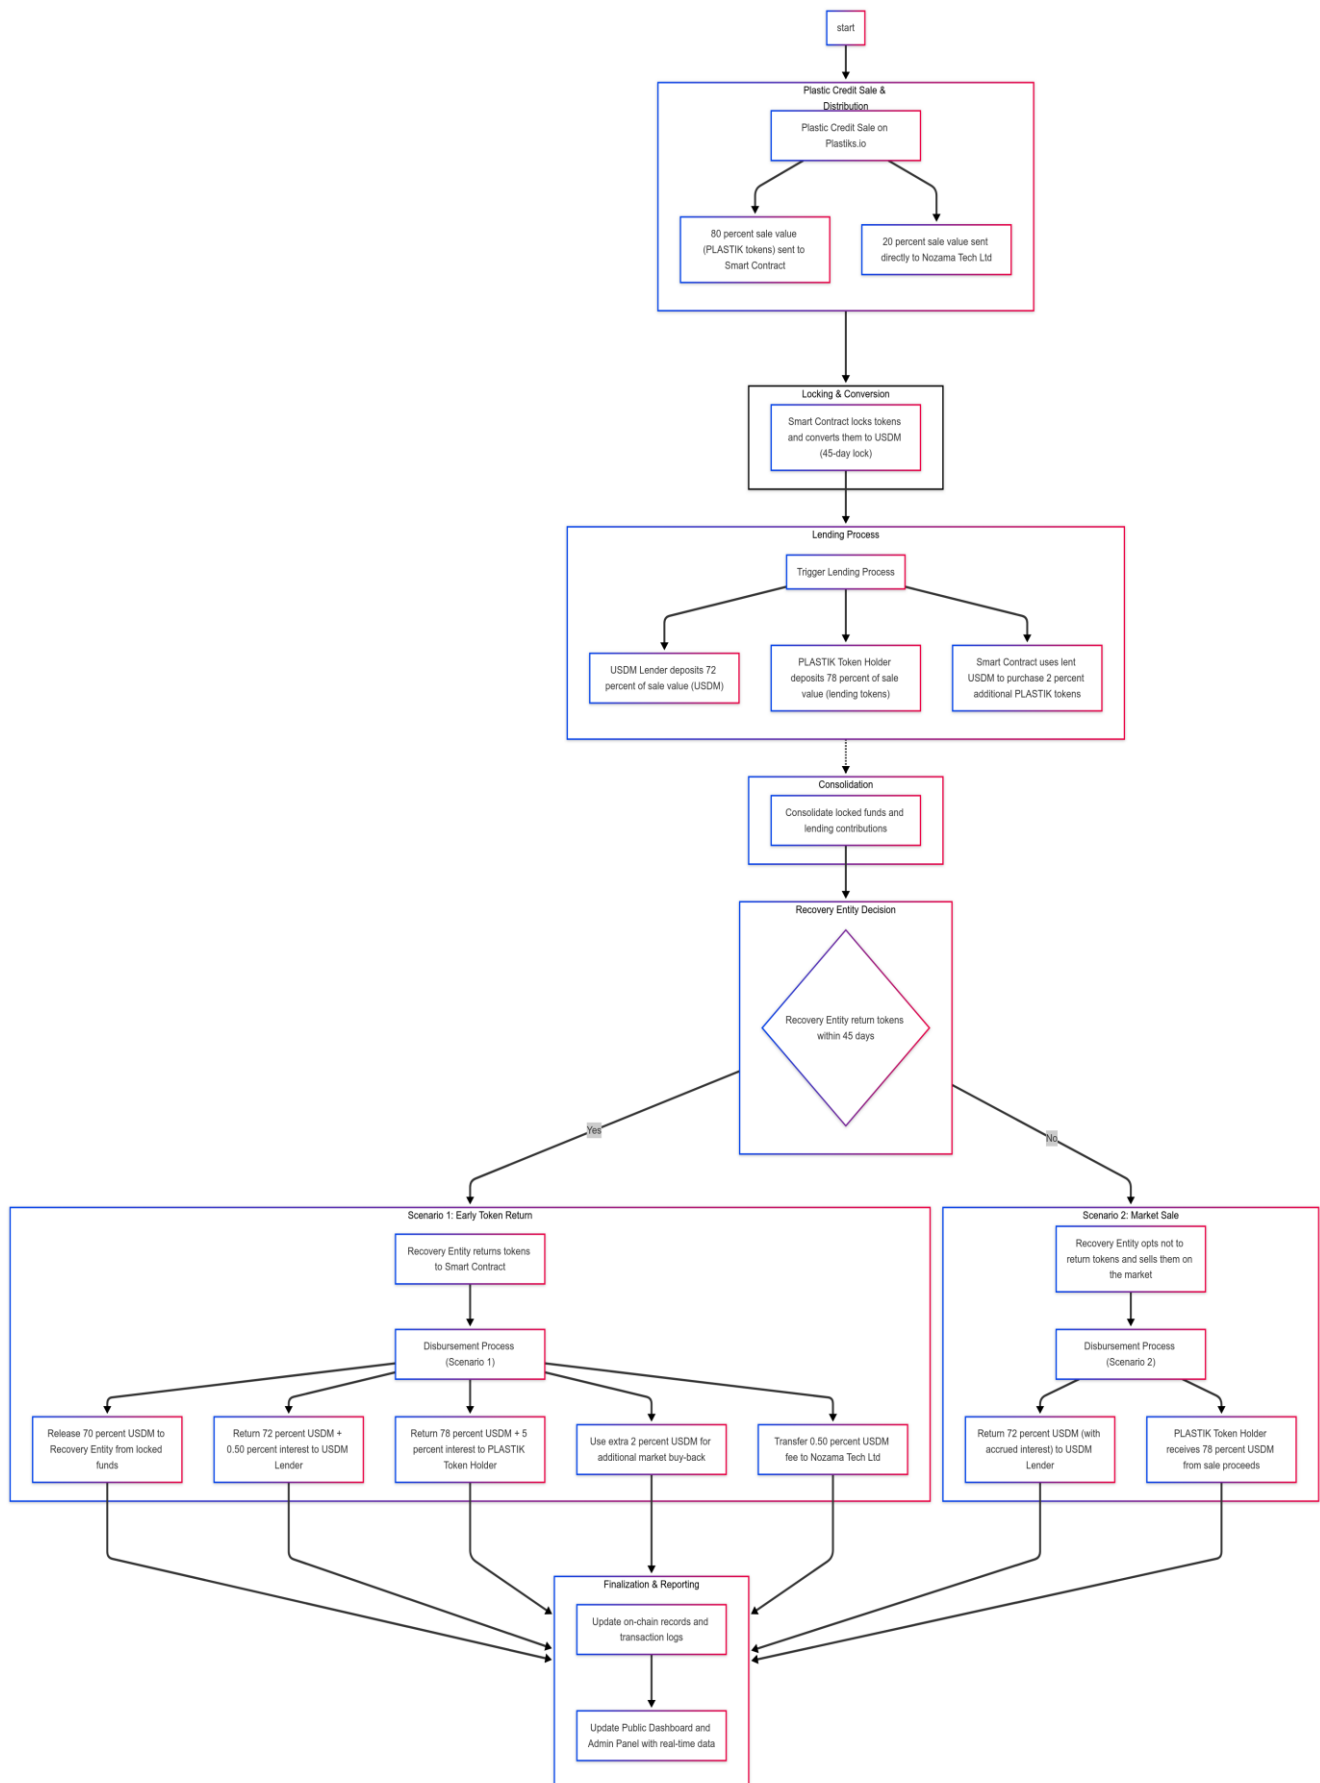 start
Plastic Credit Sale &
Distribution
Plastic Credit Sale on
Plastiks.io
80 percent sale value
(PLASTIK tokens) sent to
Smart Contract
20 percent sale value sent
directly to Nozama Tech Ltd
Locking & Conversion
Smart Contract locks tokens
and converts them to USDM
(45-day lock)
Lending Process
Trigger Lending Process
USDM Lender deposits 72
percent of sale value (USDM)
PLASTIK Token Holder
deposits 78 percent of sale
value (lending tokens)
Smart Contract uses lent
USDM to purchase 2 percent
additional PLASTIK tokens
Consolidation
Consolidate locked funds and
lending contributions
Recovery Entity Decision
Recovery Entity return tokens
within 45 days
Yes
No
Scenario 1: Early Token Return
Recovery Entity returns tokens
to Smart Contract
Disbursement Process
(Scenario 1)
Release 70 percent USDM to
Recovery Entity from locked
funds
Return 72 percent USDM +
0.50 percent interest to USDM
Lender
Return 78 percent USDM + 5
percent interest to PLASTIK
Token Holder
Use extra 2 percent USDM for
additional market buy-back
Transfer 0.50 percent USDM
fee to Nozama Tech Ltd
Scenario 2: Market Sale
Recovery Entity opts not to
return tokens and sells them on
the market
Disbursement Process
(Scenario 2)
Return 72 percent USDM (with
accrued interest) to USDM
Lender
PLASTIK Token Holder
receives 78 percent USDM
from sale proceeds
Finalization & Reporting
Update on-chain records and
transaction logs
Update Public Dashboard and
Admin Panel with real-time data